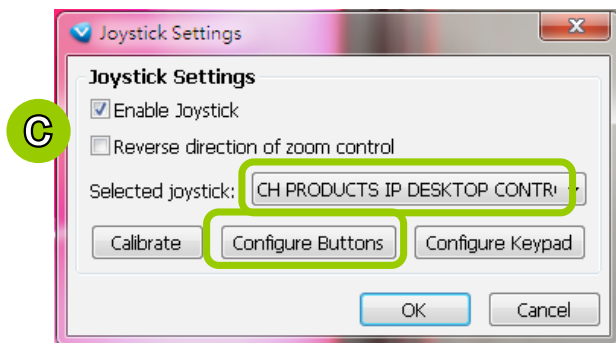 Joystick Settings
Joystick Settings
C
Enable Joystick
Reverse direction of zoom control
Selected joystick: CH PRODUCTS IP DESKTOP
Calibrate Configure Buttons Configure Keypad
OK Cancel